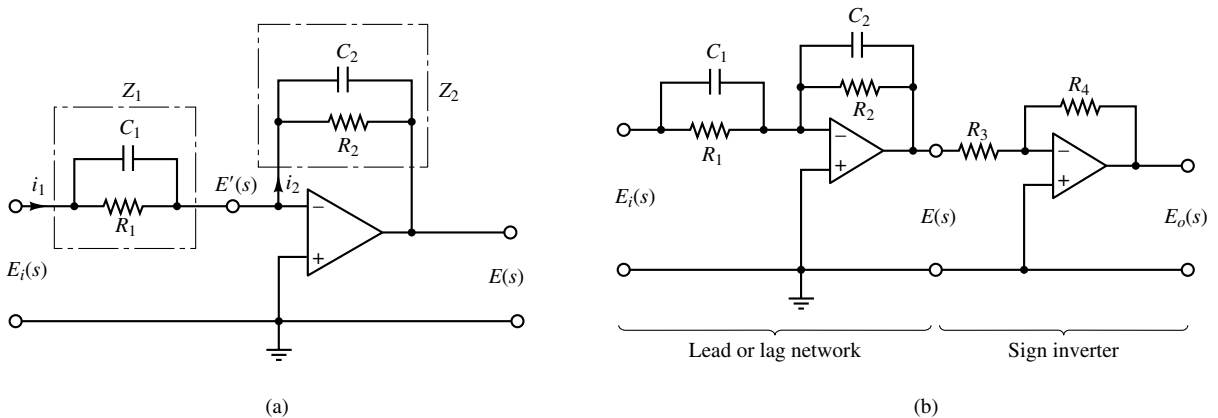 C₂
Z₁
Z₂
C₁
R₂
i₁
E′(s)
i₂
R₁
−
+
Eᵢ(s)
E(s)
(a)
C₂
C₁
R₂
R₄
R₁
R₃
−
+
−
+
Eᵢ(s)
E(s)
Eₒ(s)
Lead or lag network
Sign inverter
(b)